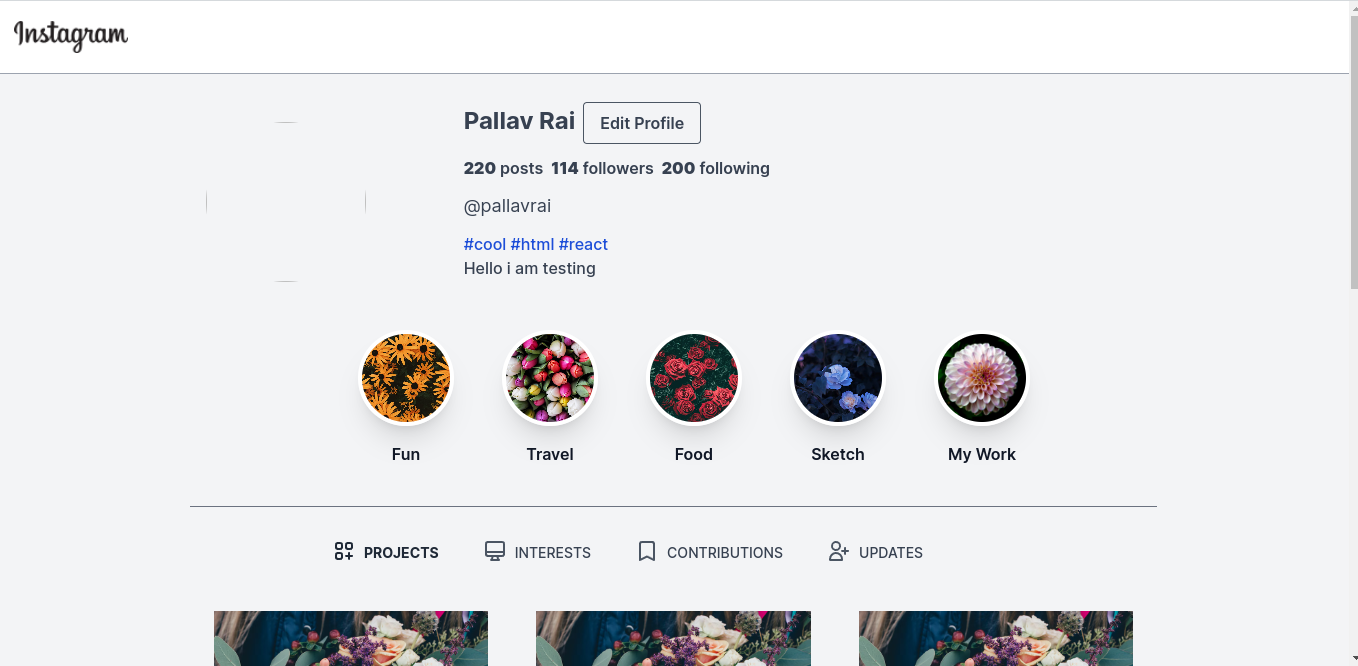 Instagram
Pallav Rai
Edit Profile
220 posts 114 followers 200 following
@pallavrai
#cool #html #react
Hello i am testing
Fun
Travel
Food
Sketch
My Work
PROJECTS
INTERESTS
CONTRIBUTIONS
UPDATES